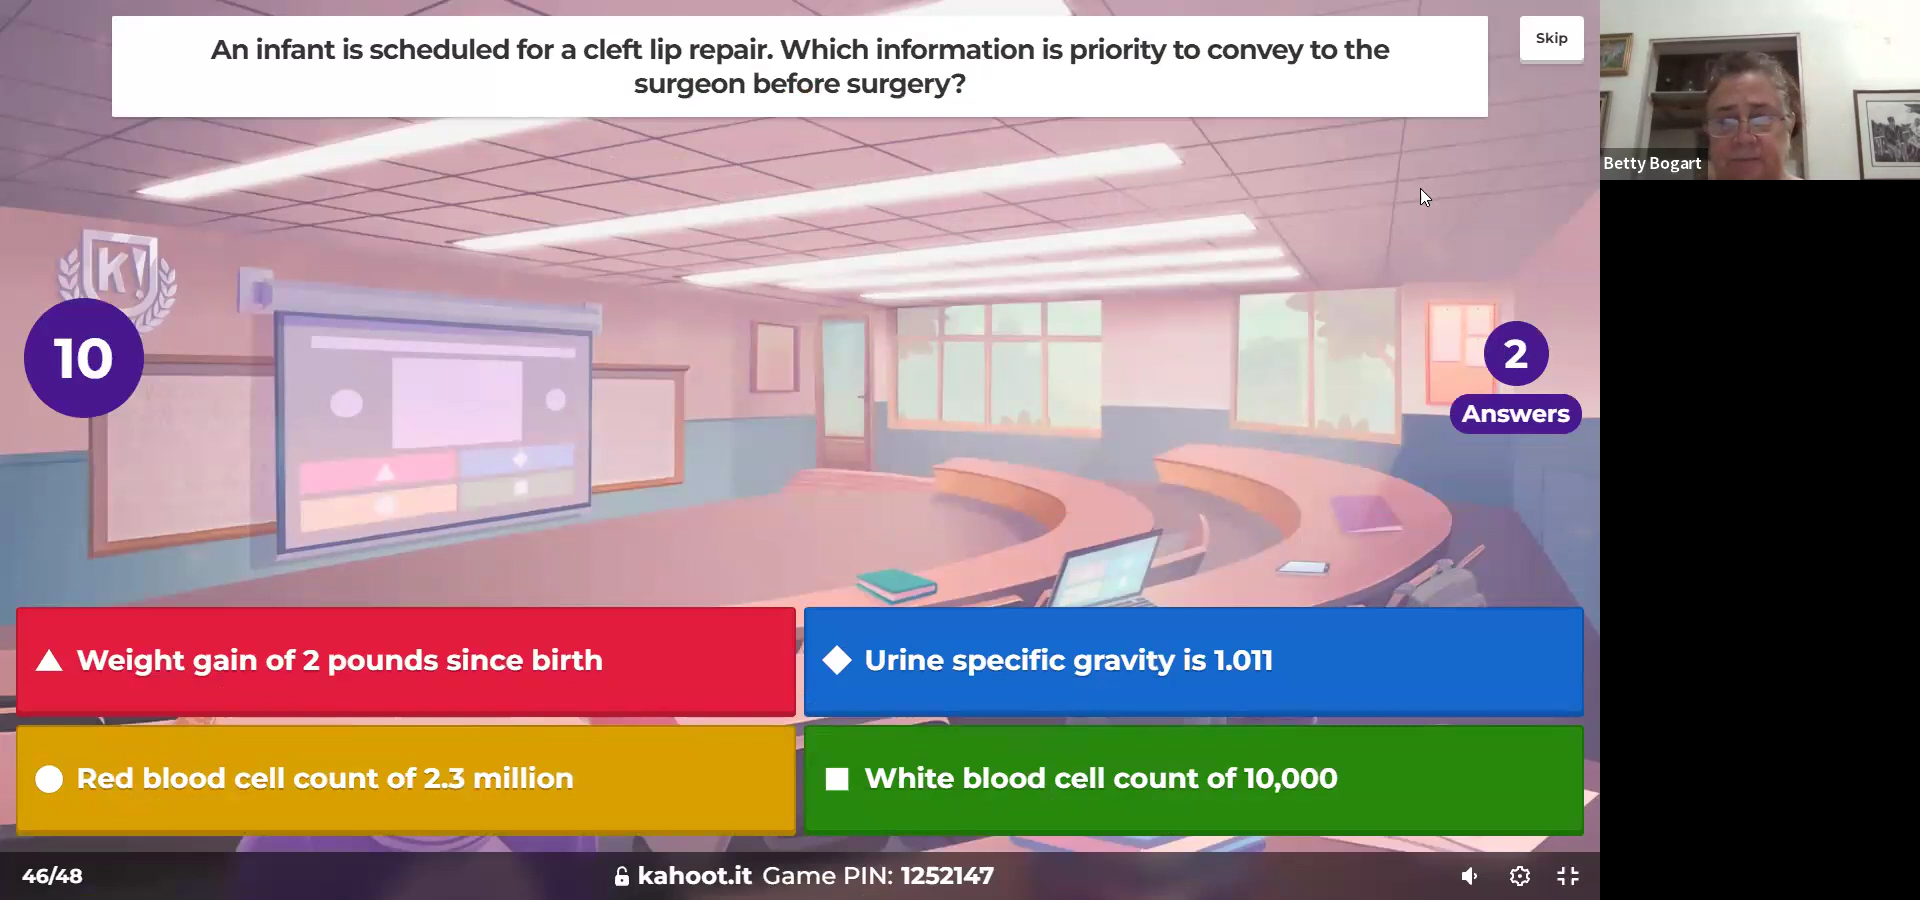 An infant is scheduled for a cleft lip repair. Which information is priority to convey to the
surgeon before surgery?
Skip
Betty Bogart
K!
10
2
Answers
Weight gain of 2 pounds since birth
Urine specific gravity is 1.011
Red blood cell count of 2.3 million
White blood cell count of 10,000
46/48
kahoot.it Game PIN: 1252147